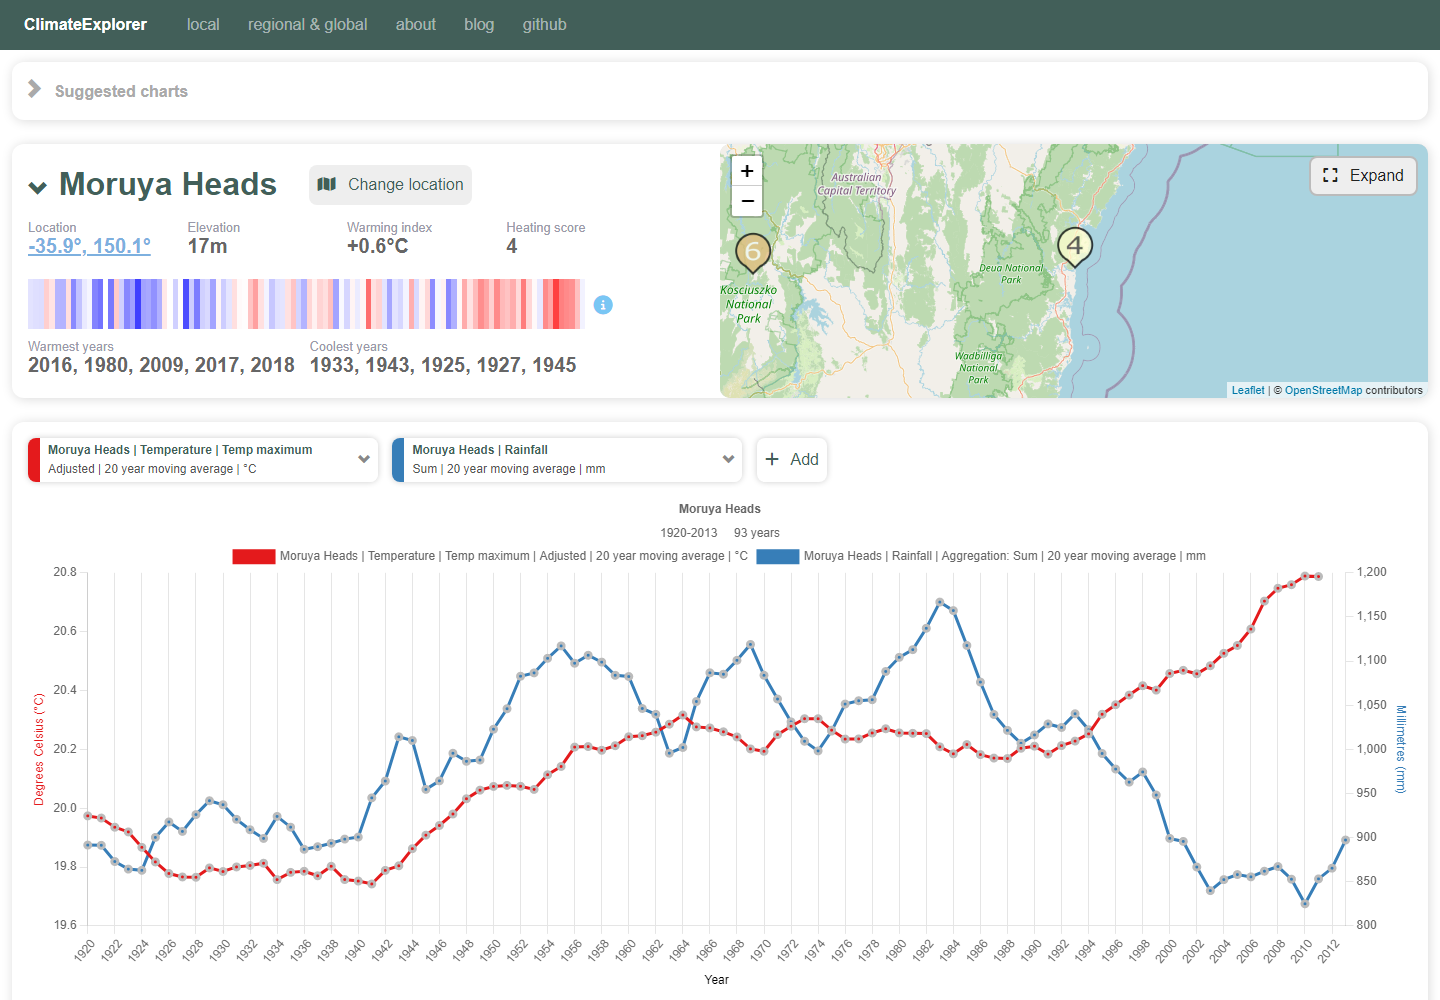 ClimateExplorer local regional & global about blog github
Suggested charts
Moruya Heads
Change location
Location Elevation Warming index Heating score
-35.9°, 150.1° 17m +0.6°C 4
Warmest years Coolest years
2016, 1980, 2009, 2017, 2018 1933, 1943, 1925, 1927, 1945
+
−
Expand
Australian
Capital Territory
6
4
Deua National
Park
Kosciuszko
National
Park
Wadbilliga
National
Park
Leaflet | © OpenStreetMap contributors
Moruya Heads | Temperature | Temp maximum
Adjusted | 20 year moving average | °C
Moruya Heads | Rainfall
Sum | 20 year moving average | mm
+ Add
Moruya Heads
1920-2013 93 years
Moruya Heads | Temperature | Temp maximum | Adjusted | 20 year moving average | °C
Moruya Heads | Rainfall | Aggregation: Sum | 20 year moving average | mm
Degrees Celsius (°C)
20.8
20.6
20.4
20.2
20.0
19.8
19.6
1,200
1,150
1,100
1,050
1,000
950
900
850
800
Millimetres (mm)
1920 1922 1924 1926 1928 1930 1932 1934 1936 1938 1940 1942 1944 1946 1948 1950 1952 1954 1956 1958 1960 1962 1964 1966 1968 1970 1972 1974 1976 1978 1980 1982 1984 1986 1988 1990 1992 1994 1996 1998 2000 2002 2004 2006 2008 2010 2012
Year